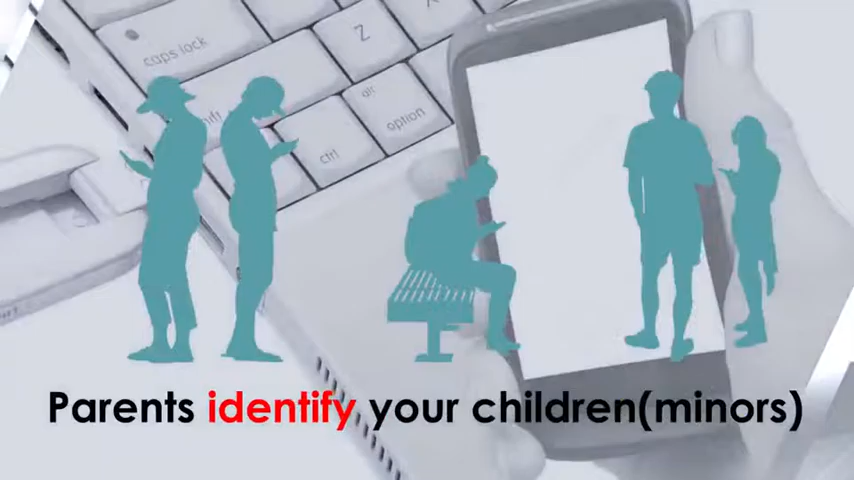 caps lock
Z
alt
ctrl
option
Parents identify your children(minors)